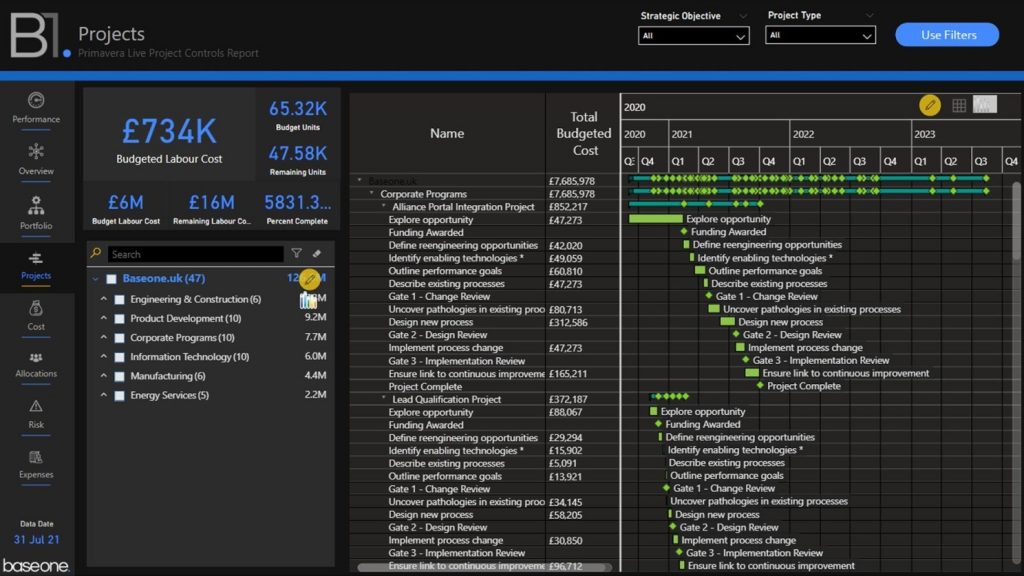 B1.
Projects
Primavera Live Project Controls Report
Strategic Objective
All
Project Type
All
Use Filters
Performance
Overview
Portfolio
Projects
Cost
Allocations
Risk
Expenses
Data Date
31 Jul 21
baseone.
£734K
Budgeted Labour Cost
65.32K
Budget Units
47.58K
Remaining Units
£6M
Budget Labour Cost
£16M
Remaining Labour Co...
5831.3...
Percent Complete
Search
Baseone.uk (47)
Engineering & Construction (6)
Product Development (10) 9.2M
Corporate Programs (10) 7.7M
Information Technology (10) 6.0M
Manufacturing (6) 4.4M
Energy Services (5) 2.2M
Name Total Budgeted Cost
Baseone.uk £7,685,978
Corporate Programs £7,685,978
Alliance Portal Integration Project £852,217
Explore opportunity £47,273
Funding Awarded
Define reengineering opportunities £42,020
Identify enabling technologies * £49,059
Outline performance goals £60,810
Describe existing processes £47,273
Gate 1 - Change Review
Uncover pathologies in existing proo £80,713
Design new process £312,586
Gate 2 - Design Review
Implement process change £47,273
Gate 3 - Implementation Review
Ensure link to continuous improveme £165,211
Project Complete
Lead Qualification Project £372,187
Explore opportunity £88,067
Funding Awarded
Define reengineering opportunities £29,294
Identify enabling technologies * £15,902
Describe existing processes £5,091
Outline performance goals £13,921
Gate 1 - Change Review
Uncover pathologies in existing proo £34,145
Design new process £58,205
Gate 2 - Design Review
Implement process change £30,850
Gate 3 - Implementation Review
Ensure link to continuous improveme £96,712
2020
2020 2021 2022 2023
Q4 Q1 Q2 Q3 Q4 Q1 Q2 Q3 Q4 Q1 Q2 Q3 Q4
Explore opportunity
Funding Awarded
Define reengineering opportunities
Identify enabling technologies *
Outline performance goals
Describe existing processes
Gate 1 - Change Review
Uncover pathologies in existing processes
Design new process
Gate 2 - Design Review
Implement process change
Gate 3 - Implementation Review
Ensure link to continuous improvement
Project Complete
Explore opportunity
Funding Awarded
Define reengineering opportunities
Identify enabling technologies *
Describe existing processes
Outline performance goals
Gate 1 - Change Review
Uncover pathologies in existing processes
Design new process
Gate 2 - Design Review
Implement process change
Gate 3 - Implementation Review
Ensure link to continuous improvement